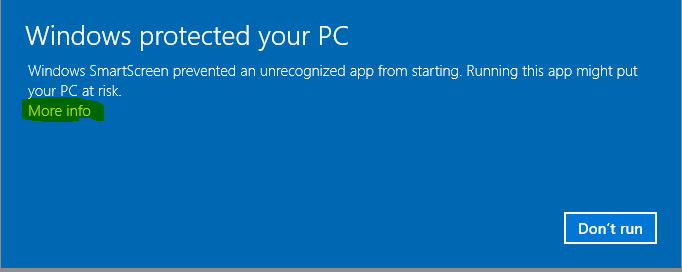 Windows protected your PC
Windows SmartScreen prevented an unrecognized app from starting. Running this app might put
your PC at risk.
More info
Don't run